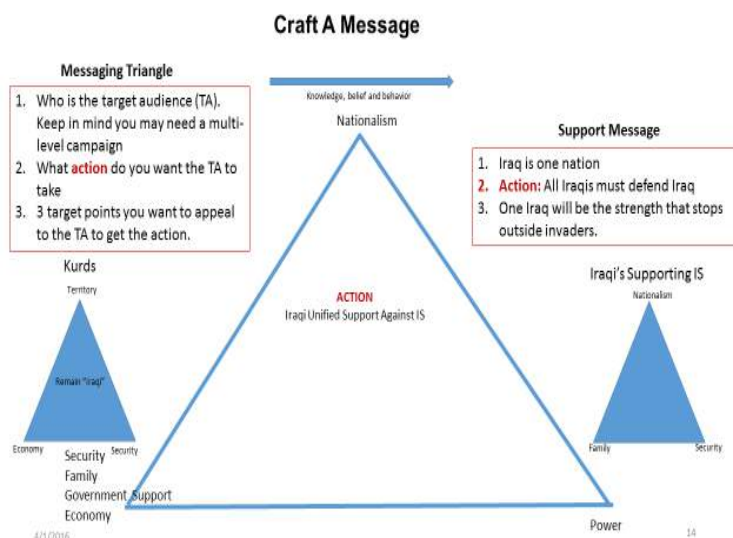 Craft A Message
Messaging Triangle
1. Who is the target audience (TA).
Keep in mind you may need a multi-
level campaign
2. What action do you want the TA to
take
3. 3 target points you want to appeal
to the TA to get the action.
Knowledge, belief and behavior
Nationalism
Support Message
1. Iraq is one nation
2. Action: All Iraqis must defend Iraq
3. One Iraq will be the strength that stops
outside invaders.
Kurds
Territory
Remain "Iraqi"
Economy
Security
ACTION
Iraqi Unified Support Against IS
Iraqi's Supporting IS
Nationalism
Family
Security
Security
Family
Government Support
Economy
Power
4/1/2016
14